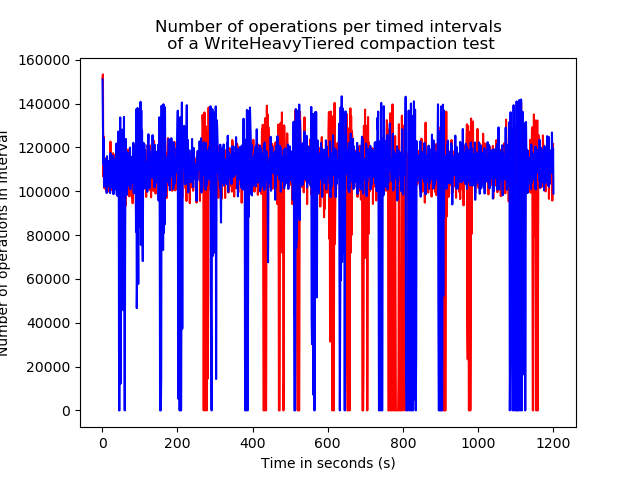 Number of operations per timed intervals
of a WriteHeavyTiered compaction test
160000
140000
120000
100000
80000
60000
40000
20000
0
Number of operations in interval
0 200 400 600 800 1000 1200
Time in seconds (s)